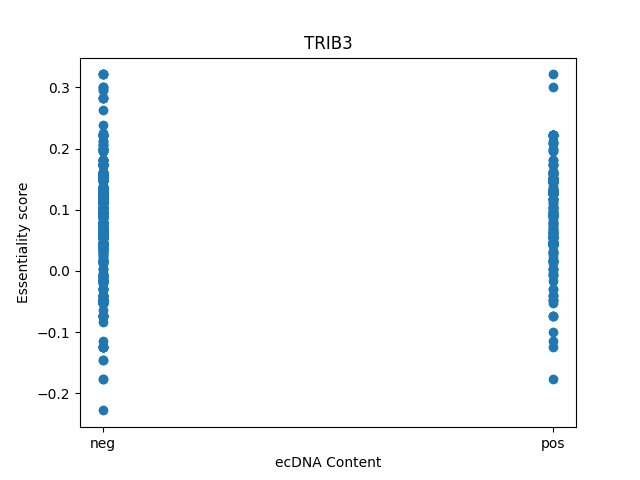 TRIB3
Essentiality score
0.3
0.2
0.1
0.0
−0.1
−0.2
neg
pos
ecDNA Content